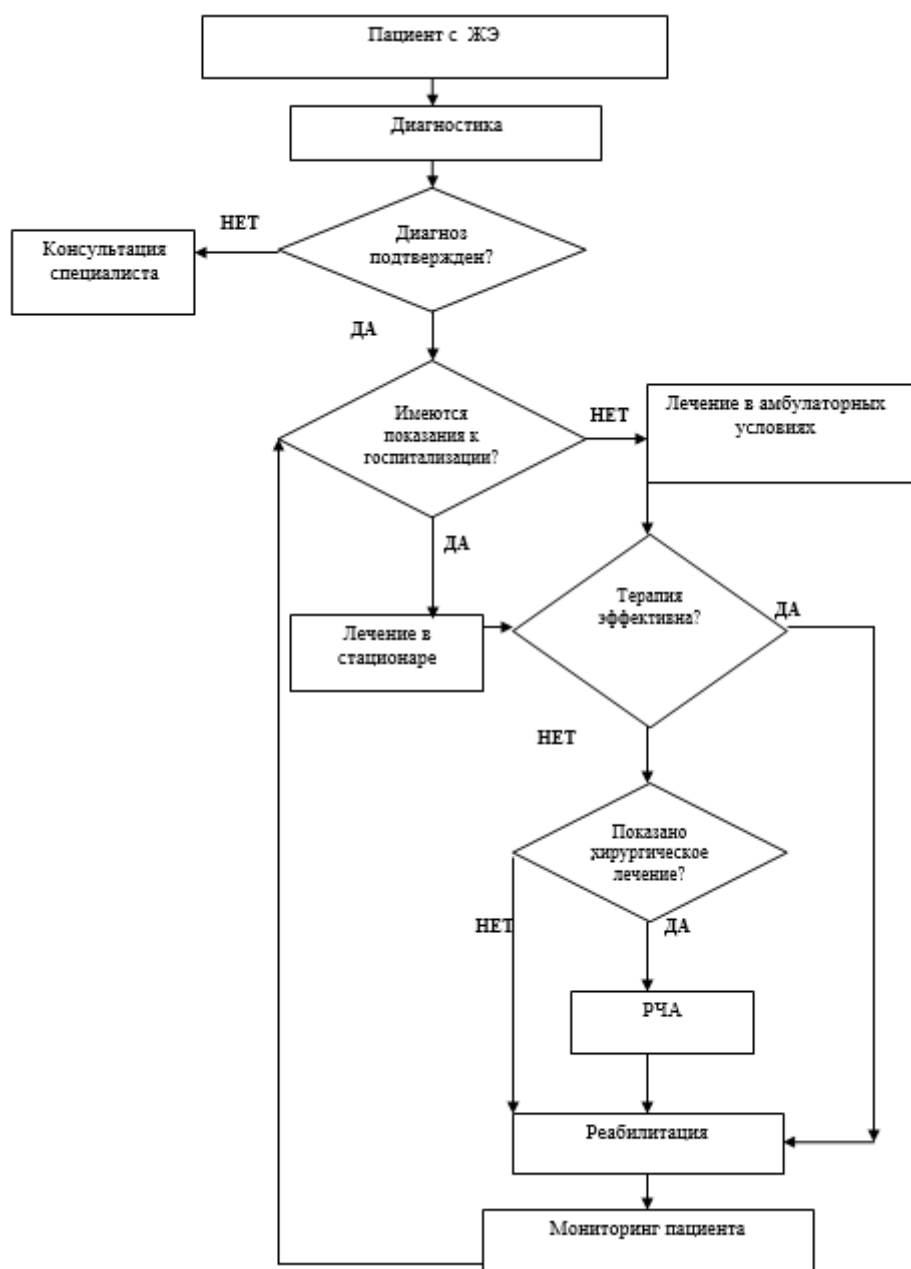 Пациент с ЖЭ
Диагностика
НЕТ
Диагноз
подтвержден?
Консультация
специалиста
ДА
Имеются
показания к
госпитализации?
НЕТ
Лечение в амбулаторных
условиях
ДА
Терапия
эффективна?
ДА
Лечение в
стационаре
НЕТ
Показано
хирургическое
лечение?
НЕТ
ДА
РЧА
Реабилитация
Мониторинг пациента